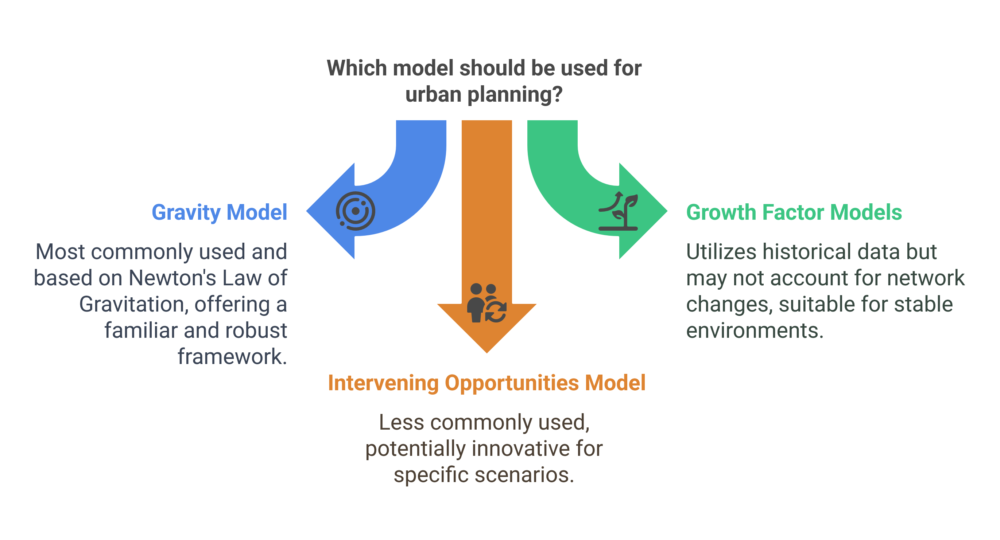 Which model should be used for
urban planning?
Gravity Model
Most commonly used and
based on Newton's Law of
Gravitation, offering a
familiar and robust
framework.
Growth Factor Models
Utilizes historical data but
may not account for network
changes, suitable for stable
environments.
Intervening Opportunities Model
Less commonly used,
potentially innovative for
specific scenarios.